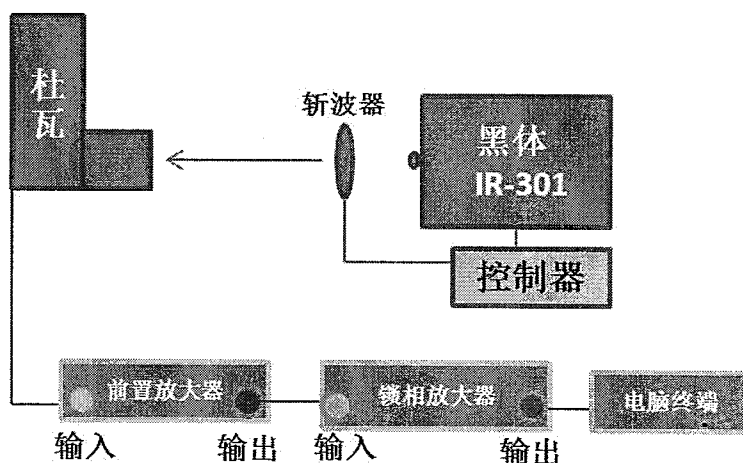 杜瓦
斩波器
黑体
IR-301
控制器
前置放大器
锁相放大器
电脑终端
输入
输出
输入
输出